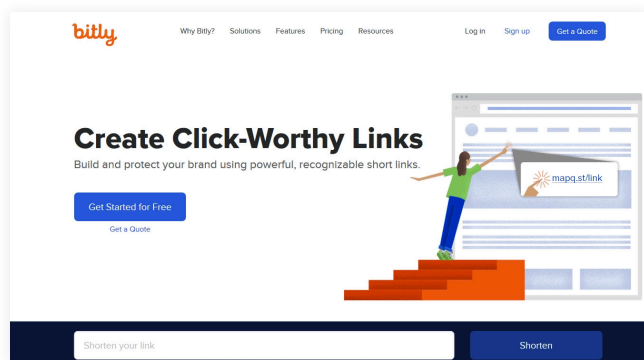 bitly
Why Bitly? Solutions Features Pricing Resources Log in Sign up Get a Quote
Create Click-Worthy Links
Build and protect your brand using powerful, recognizable short links.
mapq.st/link
Get Started for Free
Get a Quote
Shorten your link
Shorten